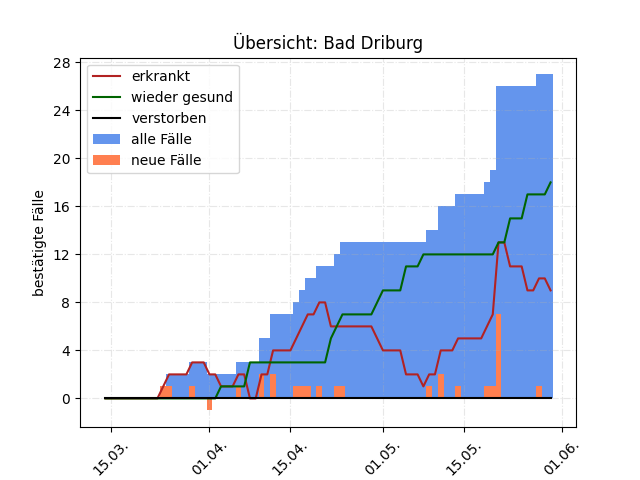 Übersicht: Bad Driburg
erkrankt
wieder gesund
verstorben
alle Fälle
neue Fälle
bestätigte Fälle
28
24
20
16
12
8
4
0
15.03.
01.04.
15.04.
01.05.
15.05.
01.06.